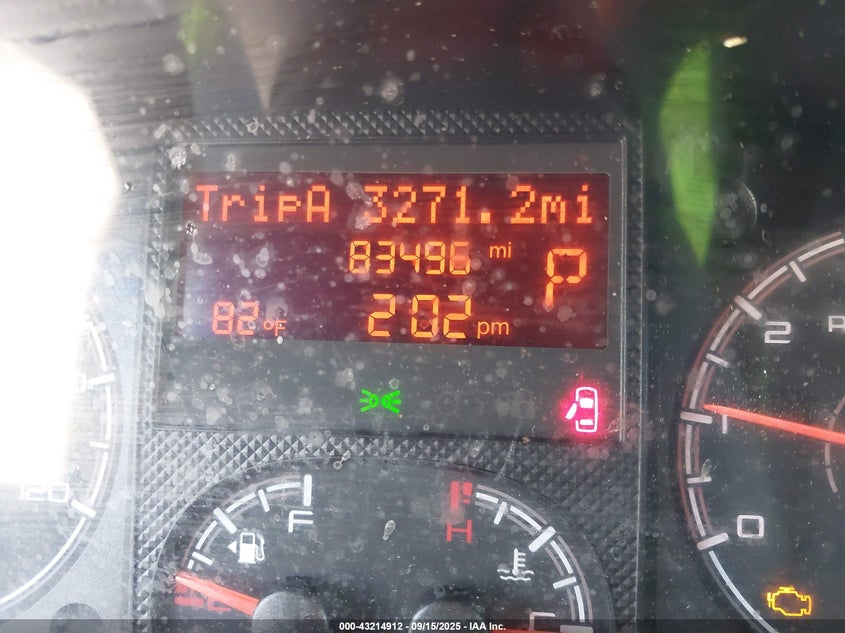 TripA 3271.2mi
83496 mi P
82°F 2:02 pm
120
2
1
0
F
H
000-43214912 - 09/15/2025 - IAA Inc.